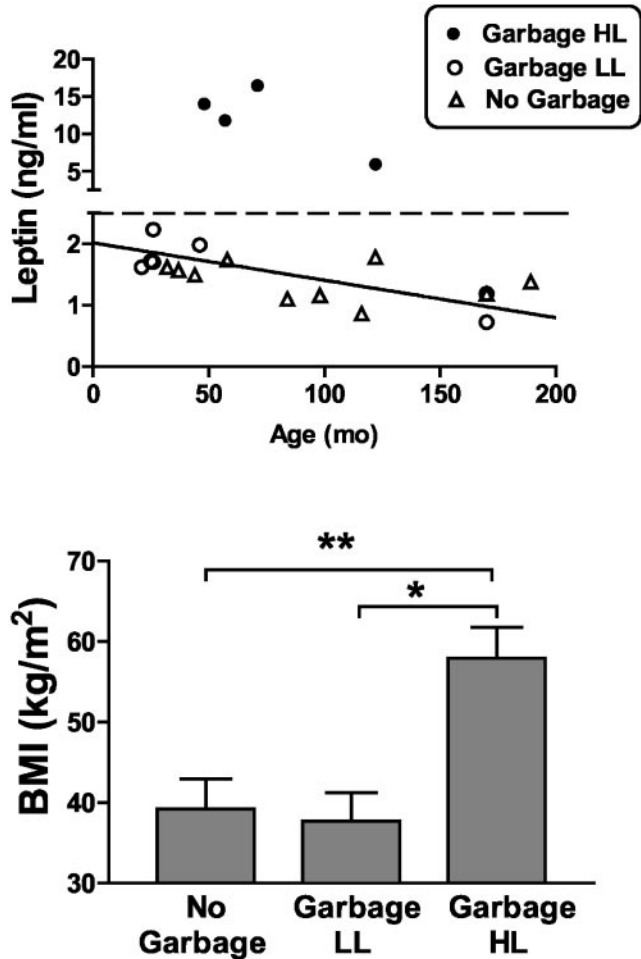 Garbage HL
Garbage LL
No Garbage
Leptin (ng/ml)
20
15
10
5
2
1
0
0 50 100 150 200
Age (mo)
**
*
BMI (kg/m²)
70
60
50
40
30
No Garbage
Garbage LL
Garbage HL